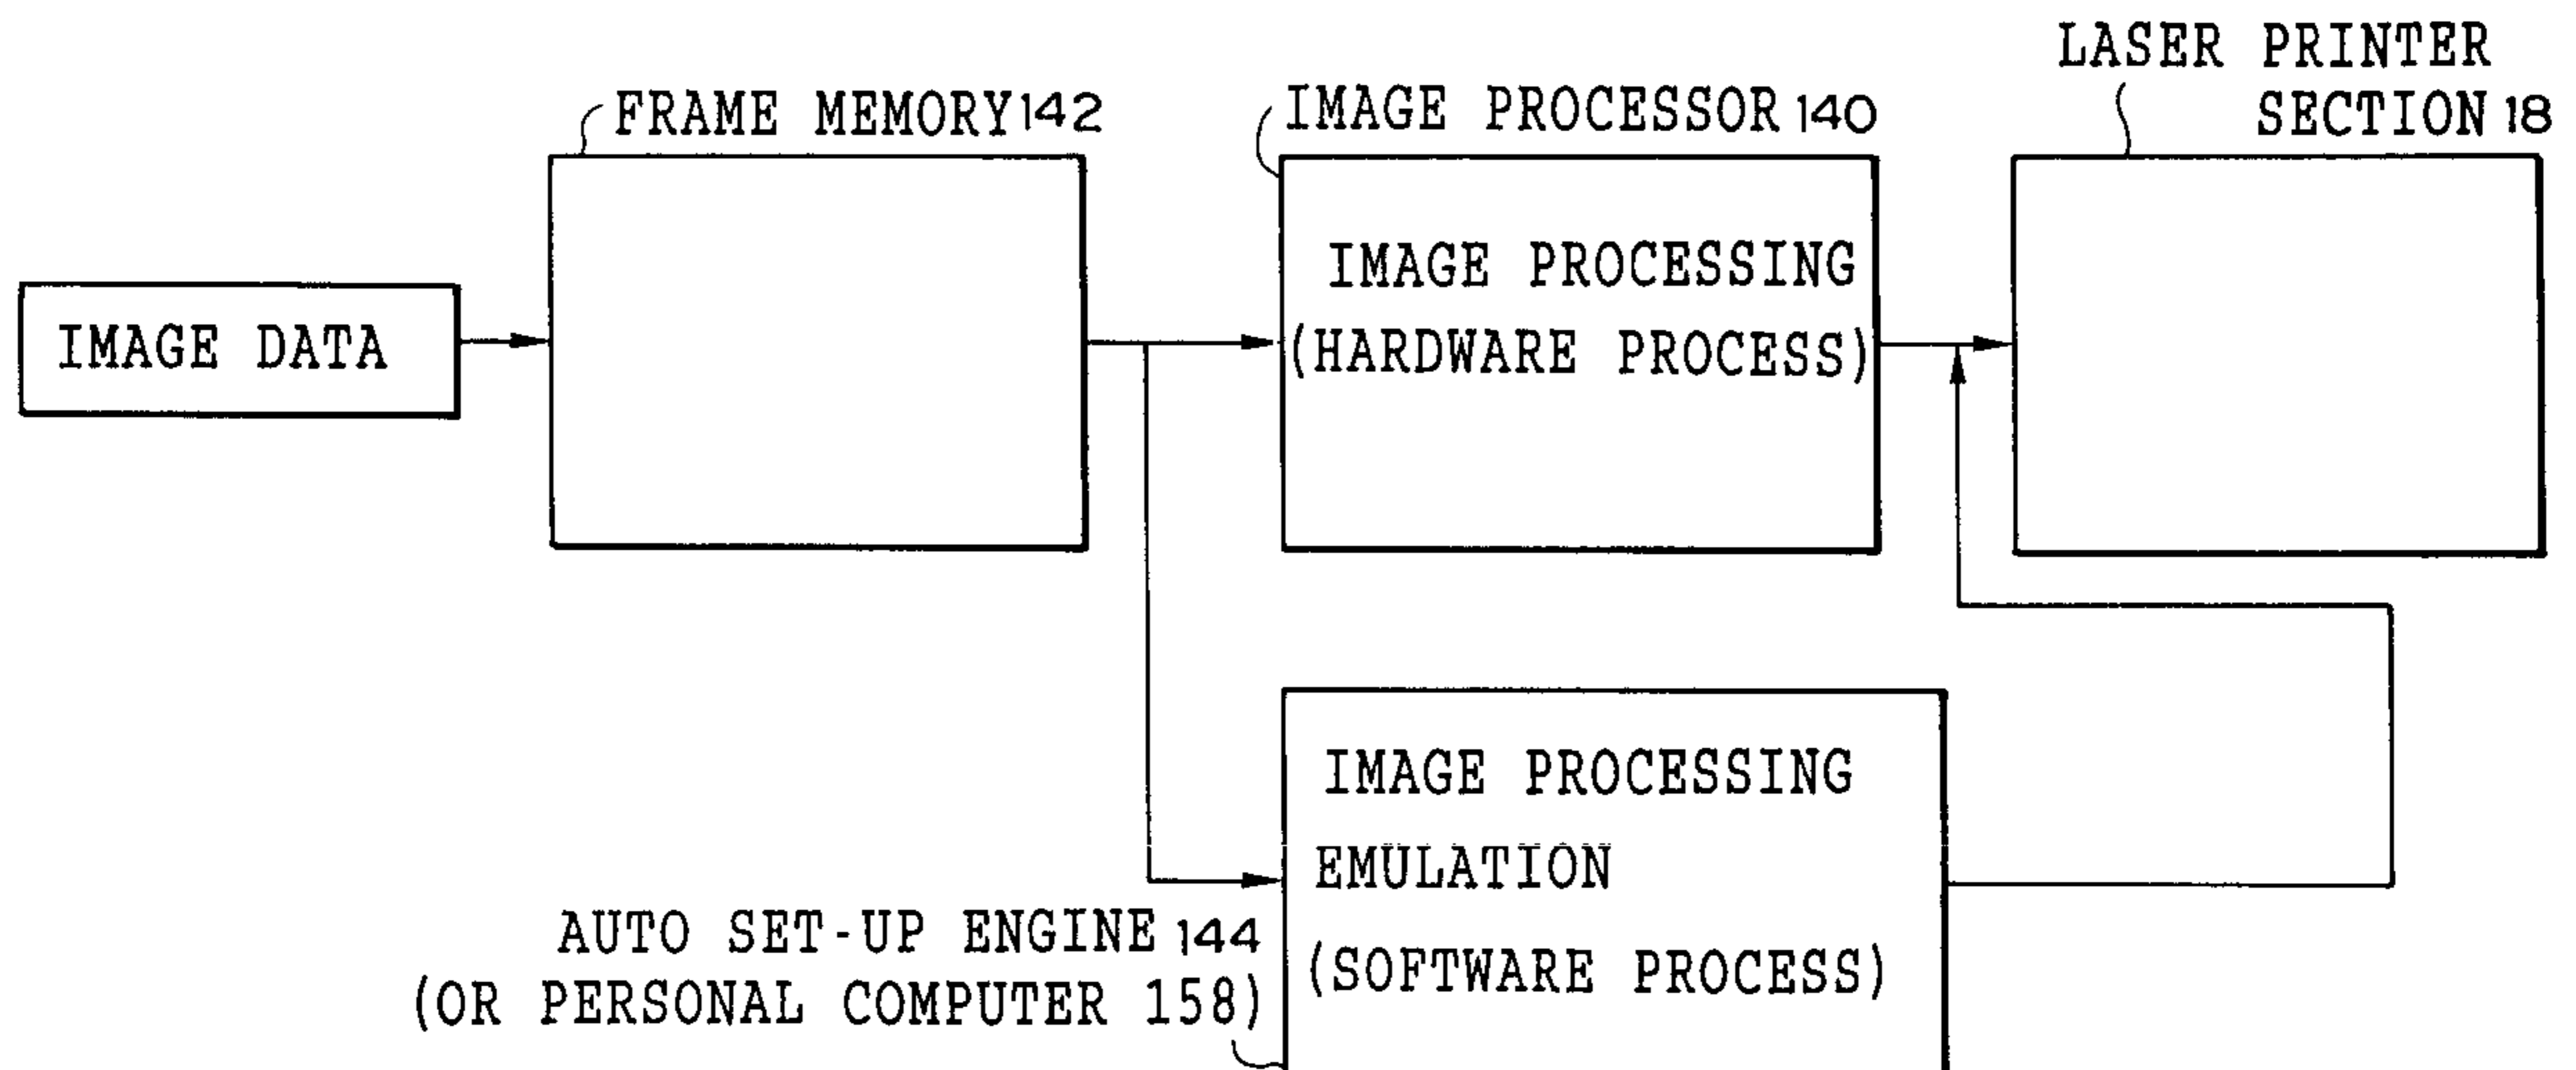 LASER PRINTER
SECTION 18
FRAME MEMORY 142
IMAGE PROCESSOR 140
IMAGE DATA
IMAGE PROCESSING
(HARDWARE PROCESS)
IMAGE PROCESSING
EMULATION
(SOFTWARE PROCESS)
AUTO SET-UP ENGINE 144
(OR PERSONAL COMPUTER 158)